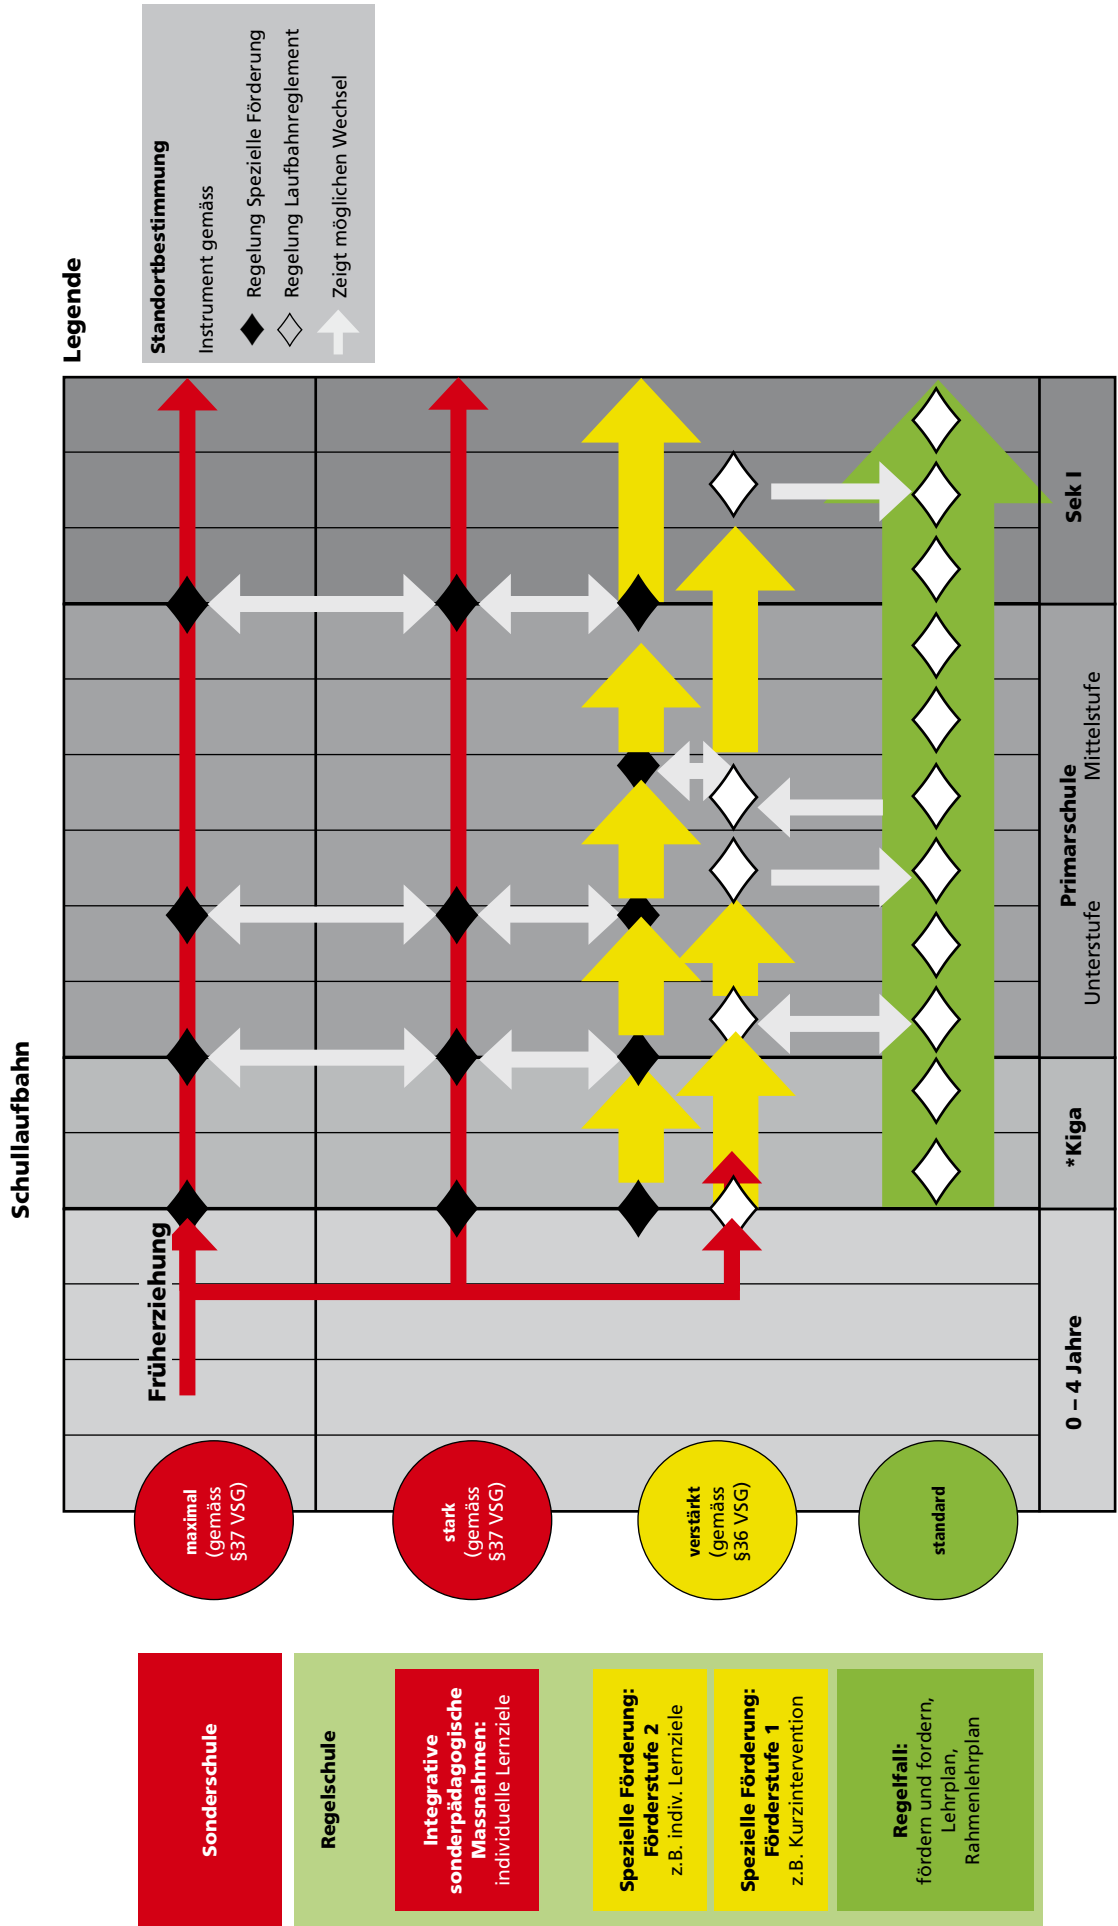 Schullaufbahn
Sonderschule
Regelschule
Integrative
sonderpädagogische
Massnahmen:
individuelle Lernziele
Spezielle Förderung:
Förderstufe 2
z.B. indiv. Lernziele
Spezielle Förderung:
Förderstufe 1
z.B. Kurzintervention
Regelfall:
fördern und fordern,
Lehrplan,
Rahmenlehrplan
maximal
(gemäss
§37 VSG)
stark
(gemäss
§37 VSG)
verstärkt
(gemäss
§36 VSG)
standard
Früherziehung
0 – 4 Jahre
*Kiga
Primarschule
Unterstufe
Mittelstufe
Sek I
Legende
Standortbestimmung
Instrument gemäss
Regelung Spezielle Förderung
Regelung Laufbahnreglement
Zeigt möglichen Wechsel